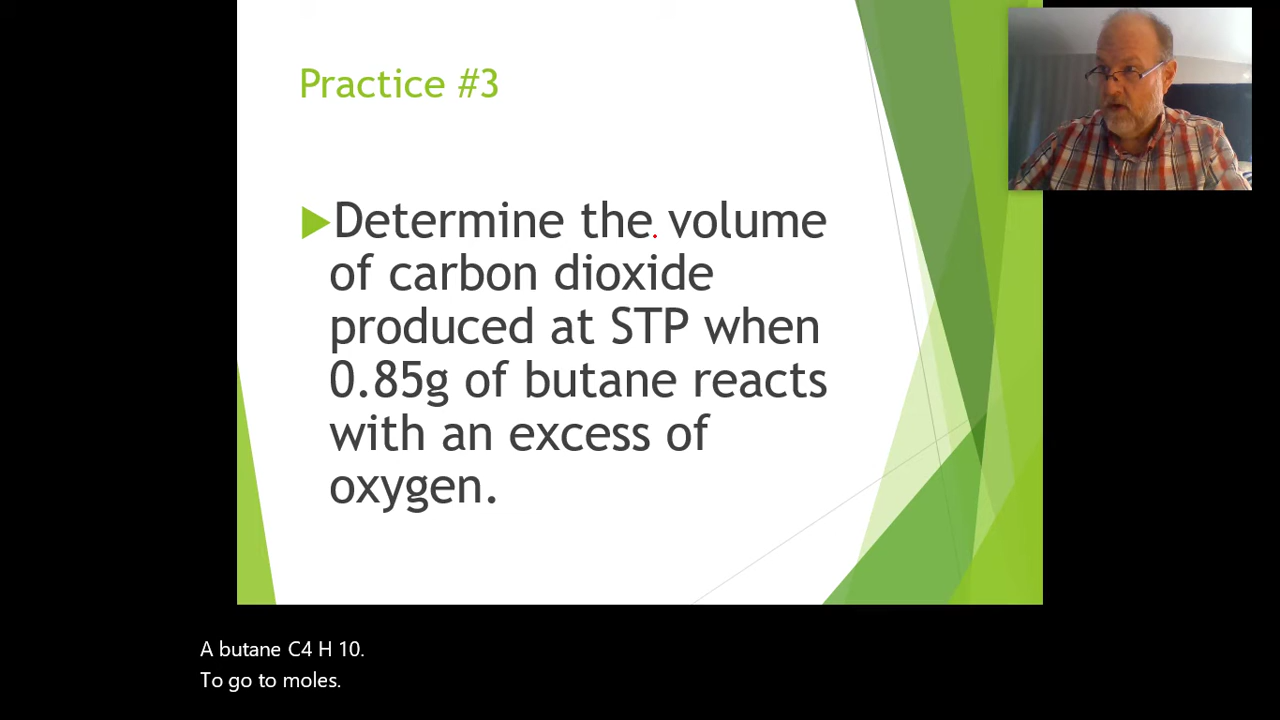 Practice #3
Determine the volume
of carbon dioxide
produced at STP when
0.85g of butane reacts
with an excess of
oxygen.
A butane C4 H 10.
To go to moles.